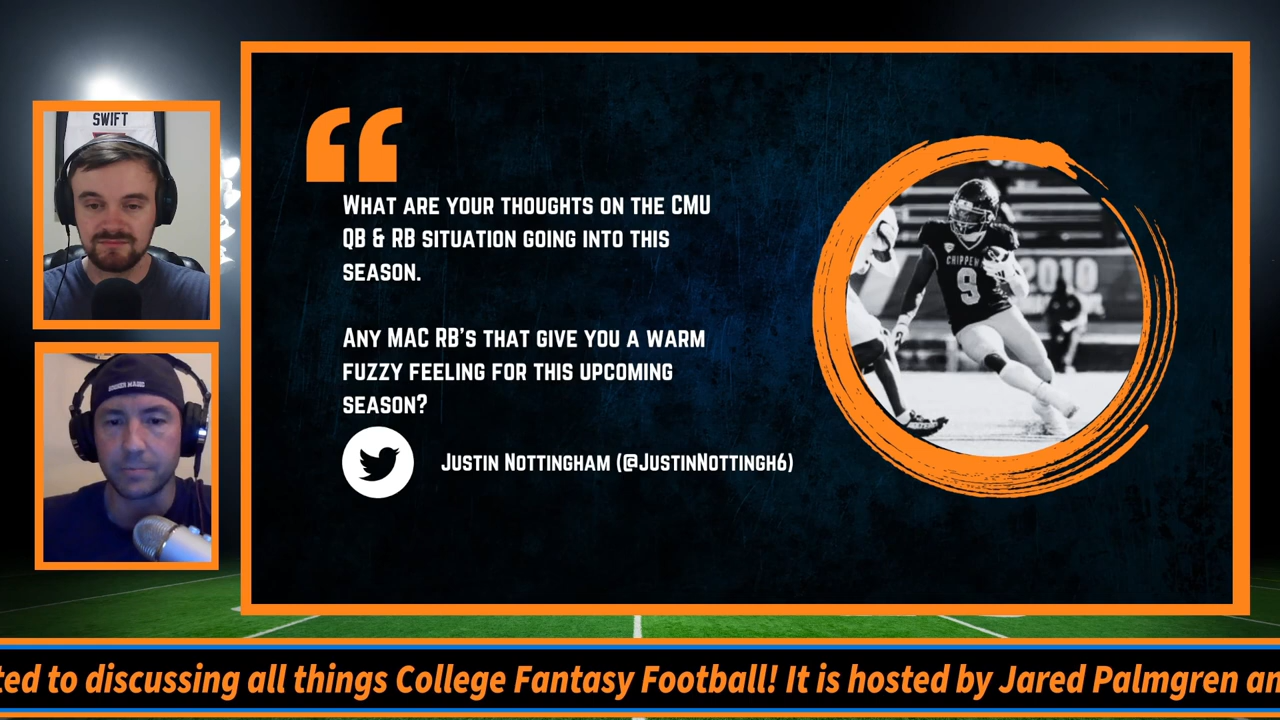 SWIFT
What are your thoughts on the CMU
QB & RB situation going into this
season.
Any MAC RB's that give you a warm
fuzzy feeling for this upcoming
season?
Justin Nottingham (@JustinNottingh6)
CHIPPEW
9
2010
ted to discussing all things College Fantasy Football! It is hosted by Jared Palmgren an